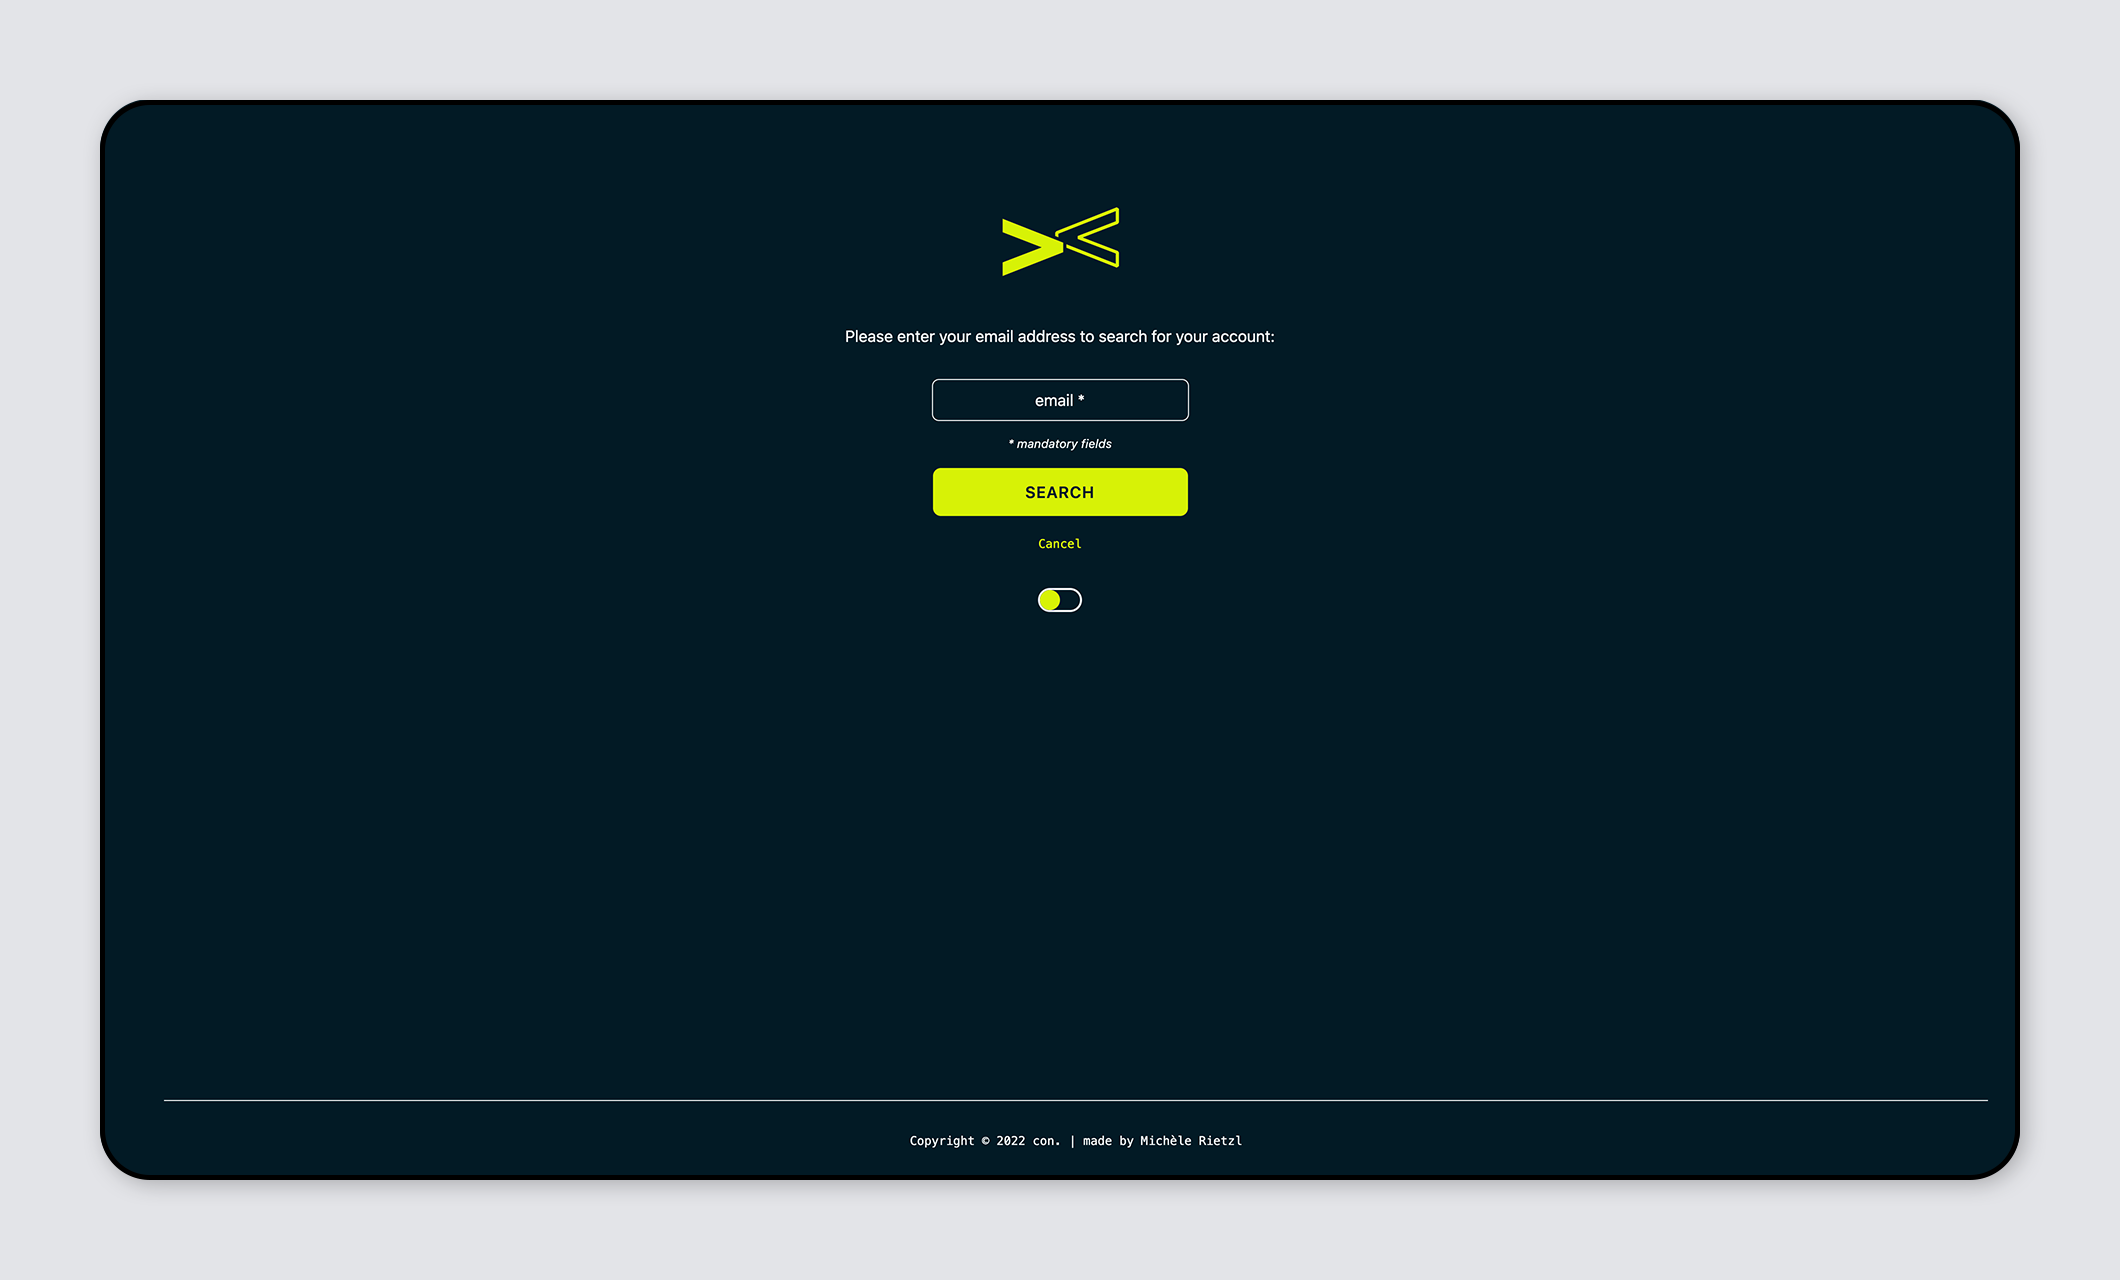 Please enter your email address to search for your account:
email *
* mandatory fields
SEARCH
Cancel
Copyright © 2022 con. | made by Michèle Rietzl